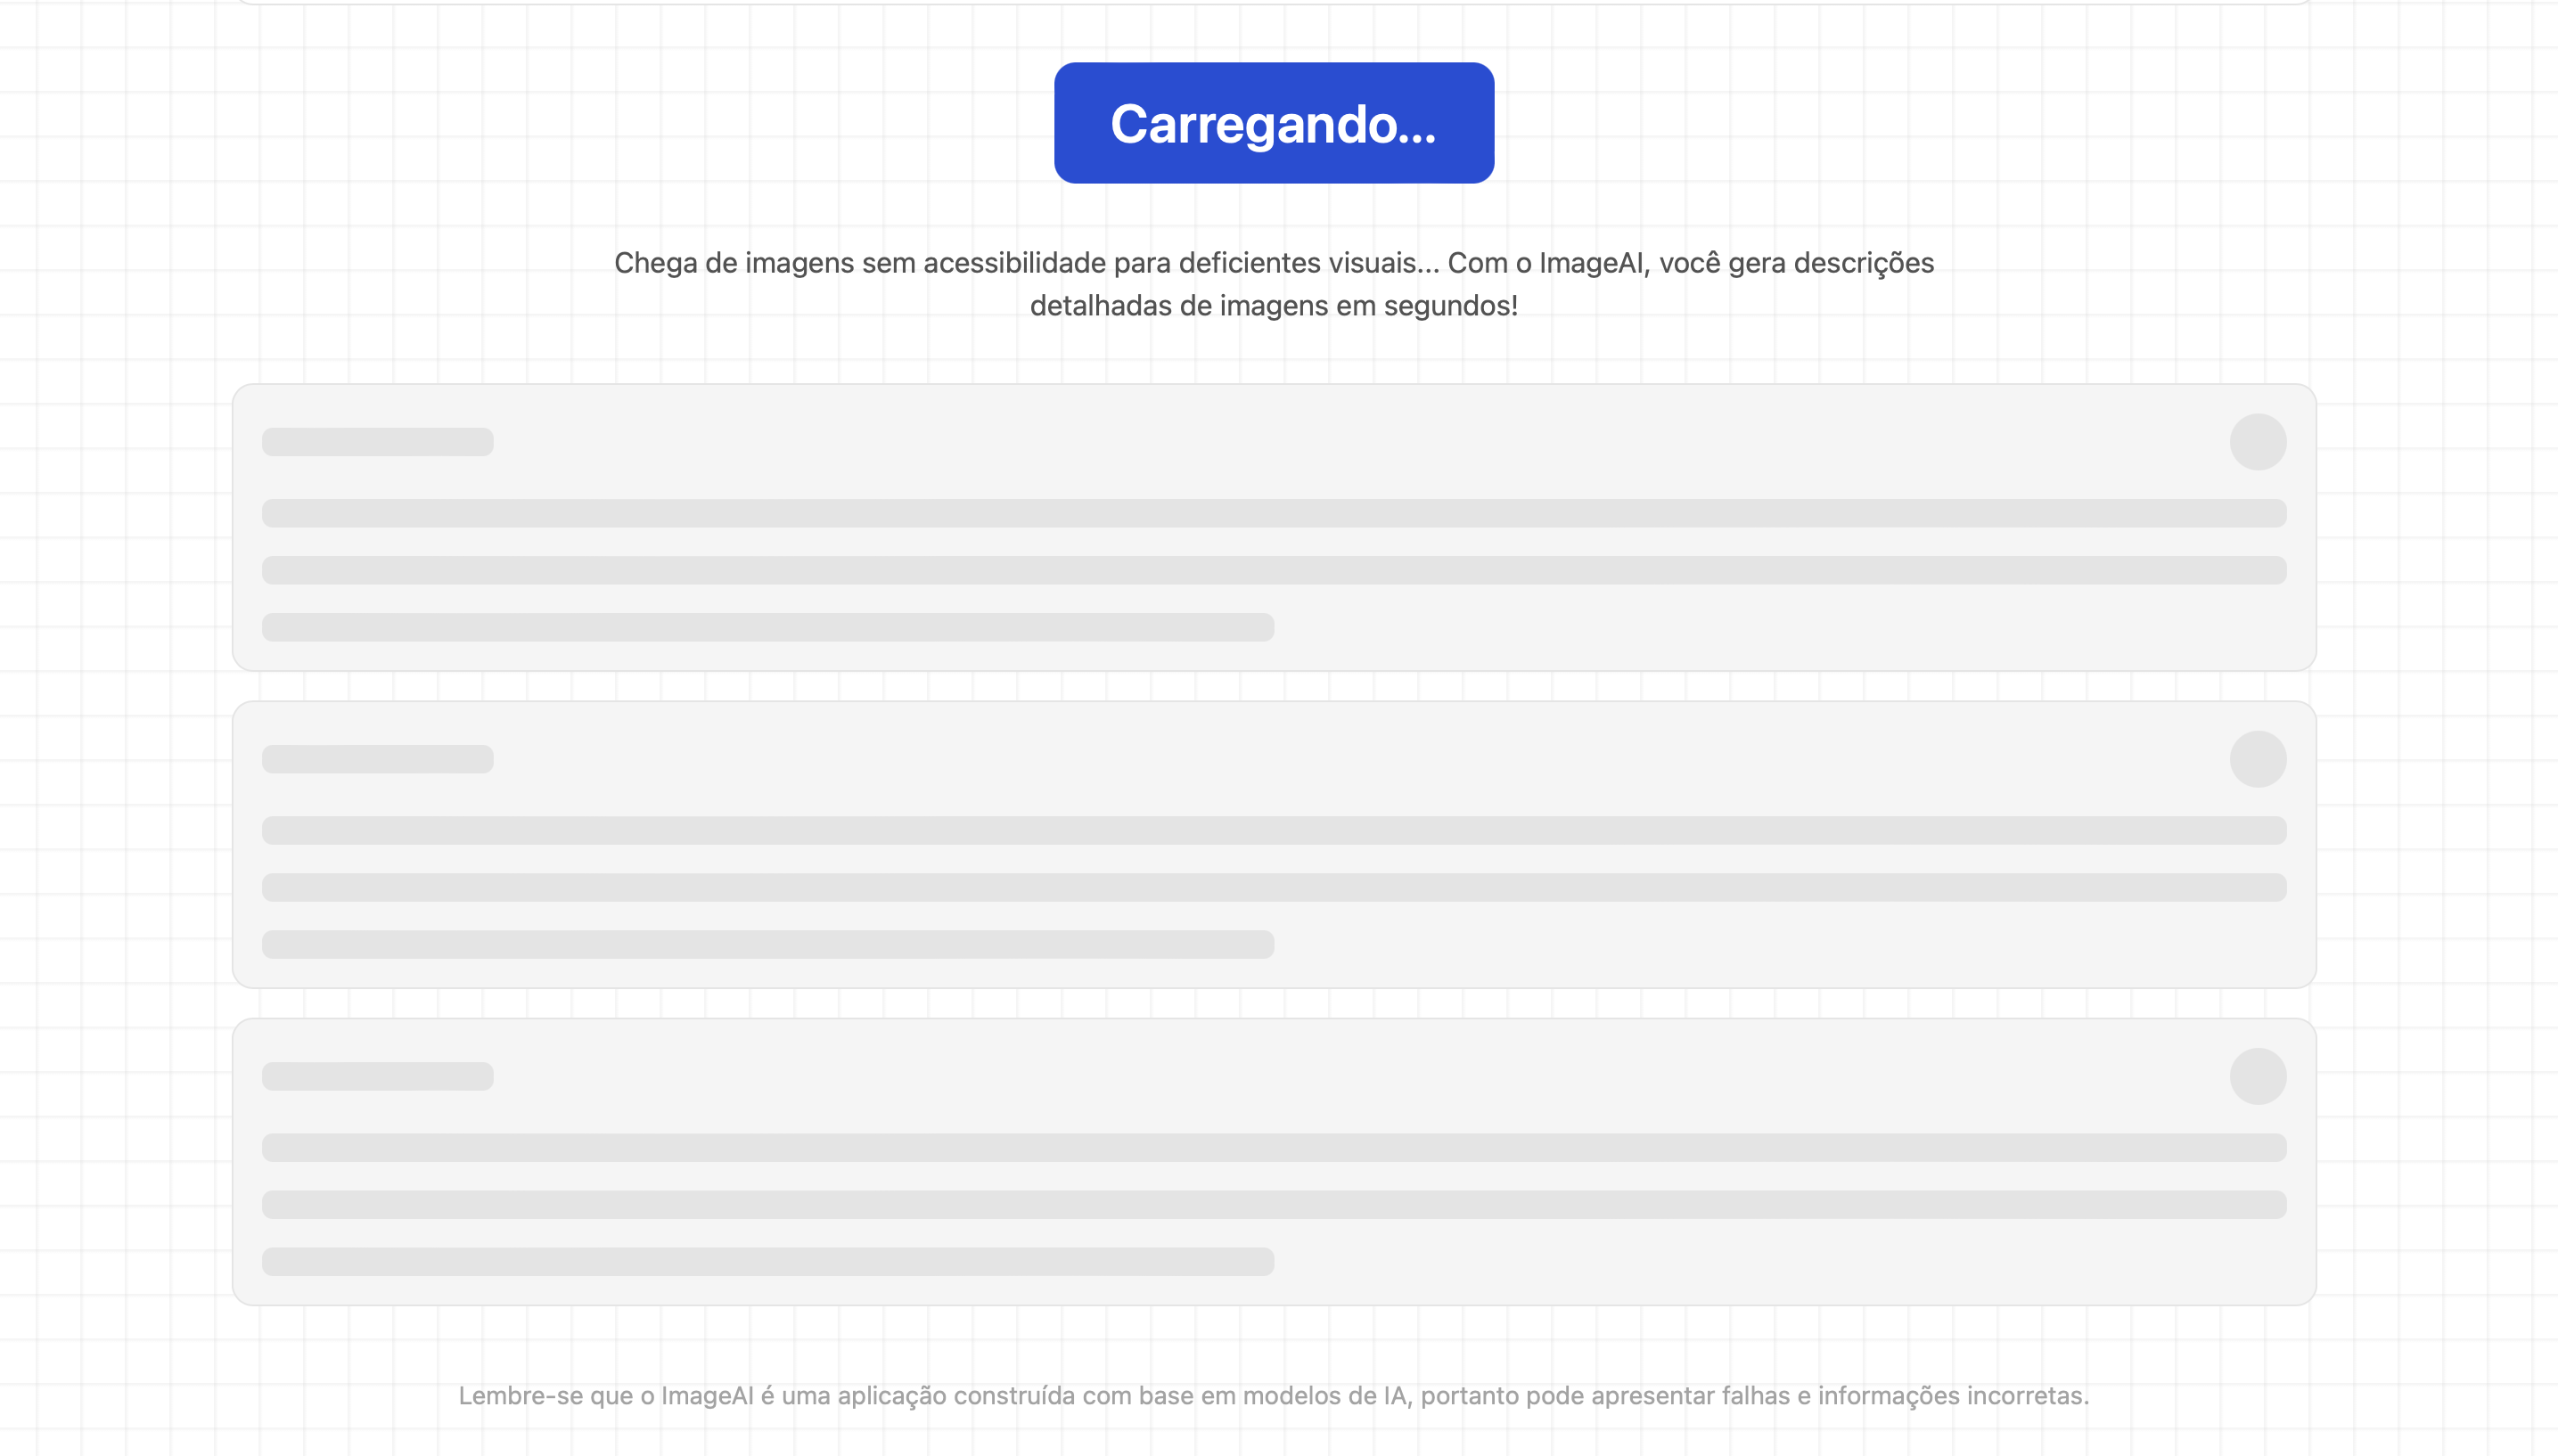 Carregando...
Chega de imagens sem acessibilidade para deficientes visuais... Com o ImageAI, você gera descrições
detalhadas de imagens em segundos!
Lembre-se que o ImageAI é uma aplicação construída com base em modelos de IA, portanto pode apresentar falhas e informações incorretas.